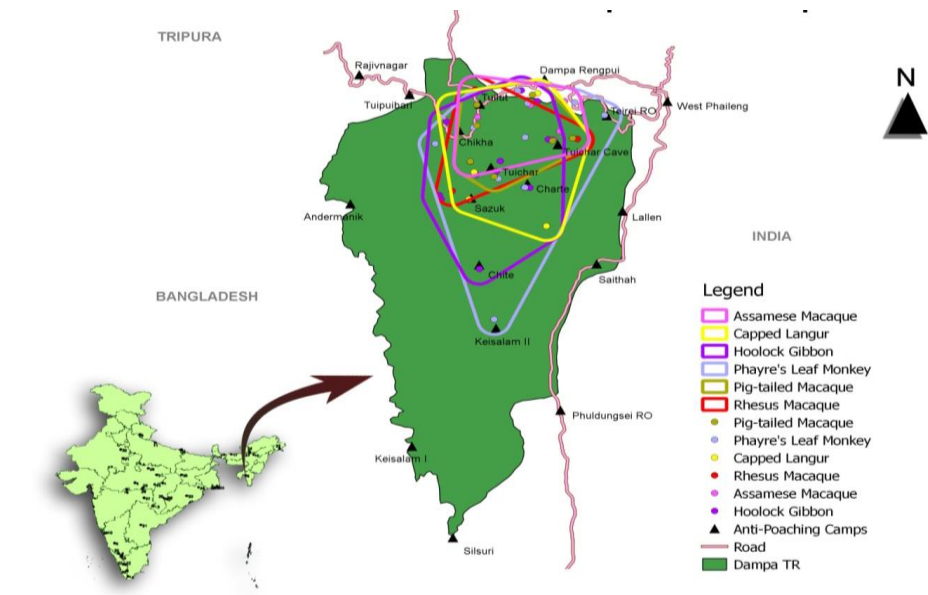 TRIPURA
Rajivnagar
Dampa Rengpui
N
Tuipuibari
Tuilut
Teirei RO
West Phaileng
Chikha
Tuichar Cave
Tuichar
Charte
Sazuk
Andermanik
Lallen
INDIA
Chite
Saithah
BANGLADESH
Keisalam II
Phuldungsei RO
Keisalam I
Silsuri
Legend
Assamese Macaque
Capped Langur
Hoolock Gibbon
Phayre's Leaf Monkey
Pig-tailed Macaque
Rhesus Macaque
Pig-tailed Macaque
Phayre's Leaf Monkey
Capped Langur
Rhesus Macaque
Assamese Macaque
Hoolock Gibbon
Anti-Poaching Camps
Road
Dampa TR